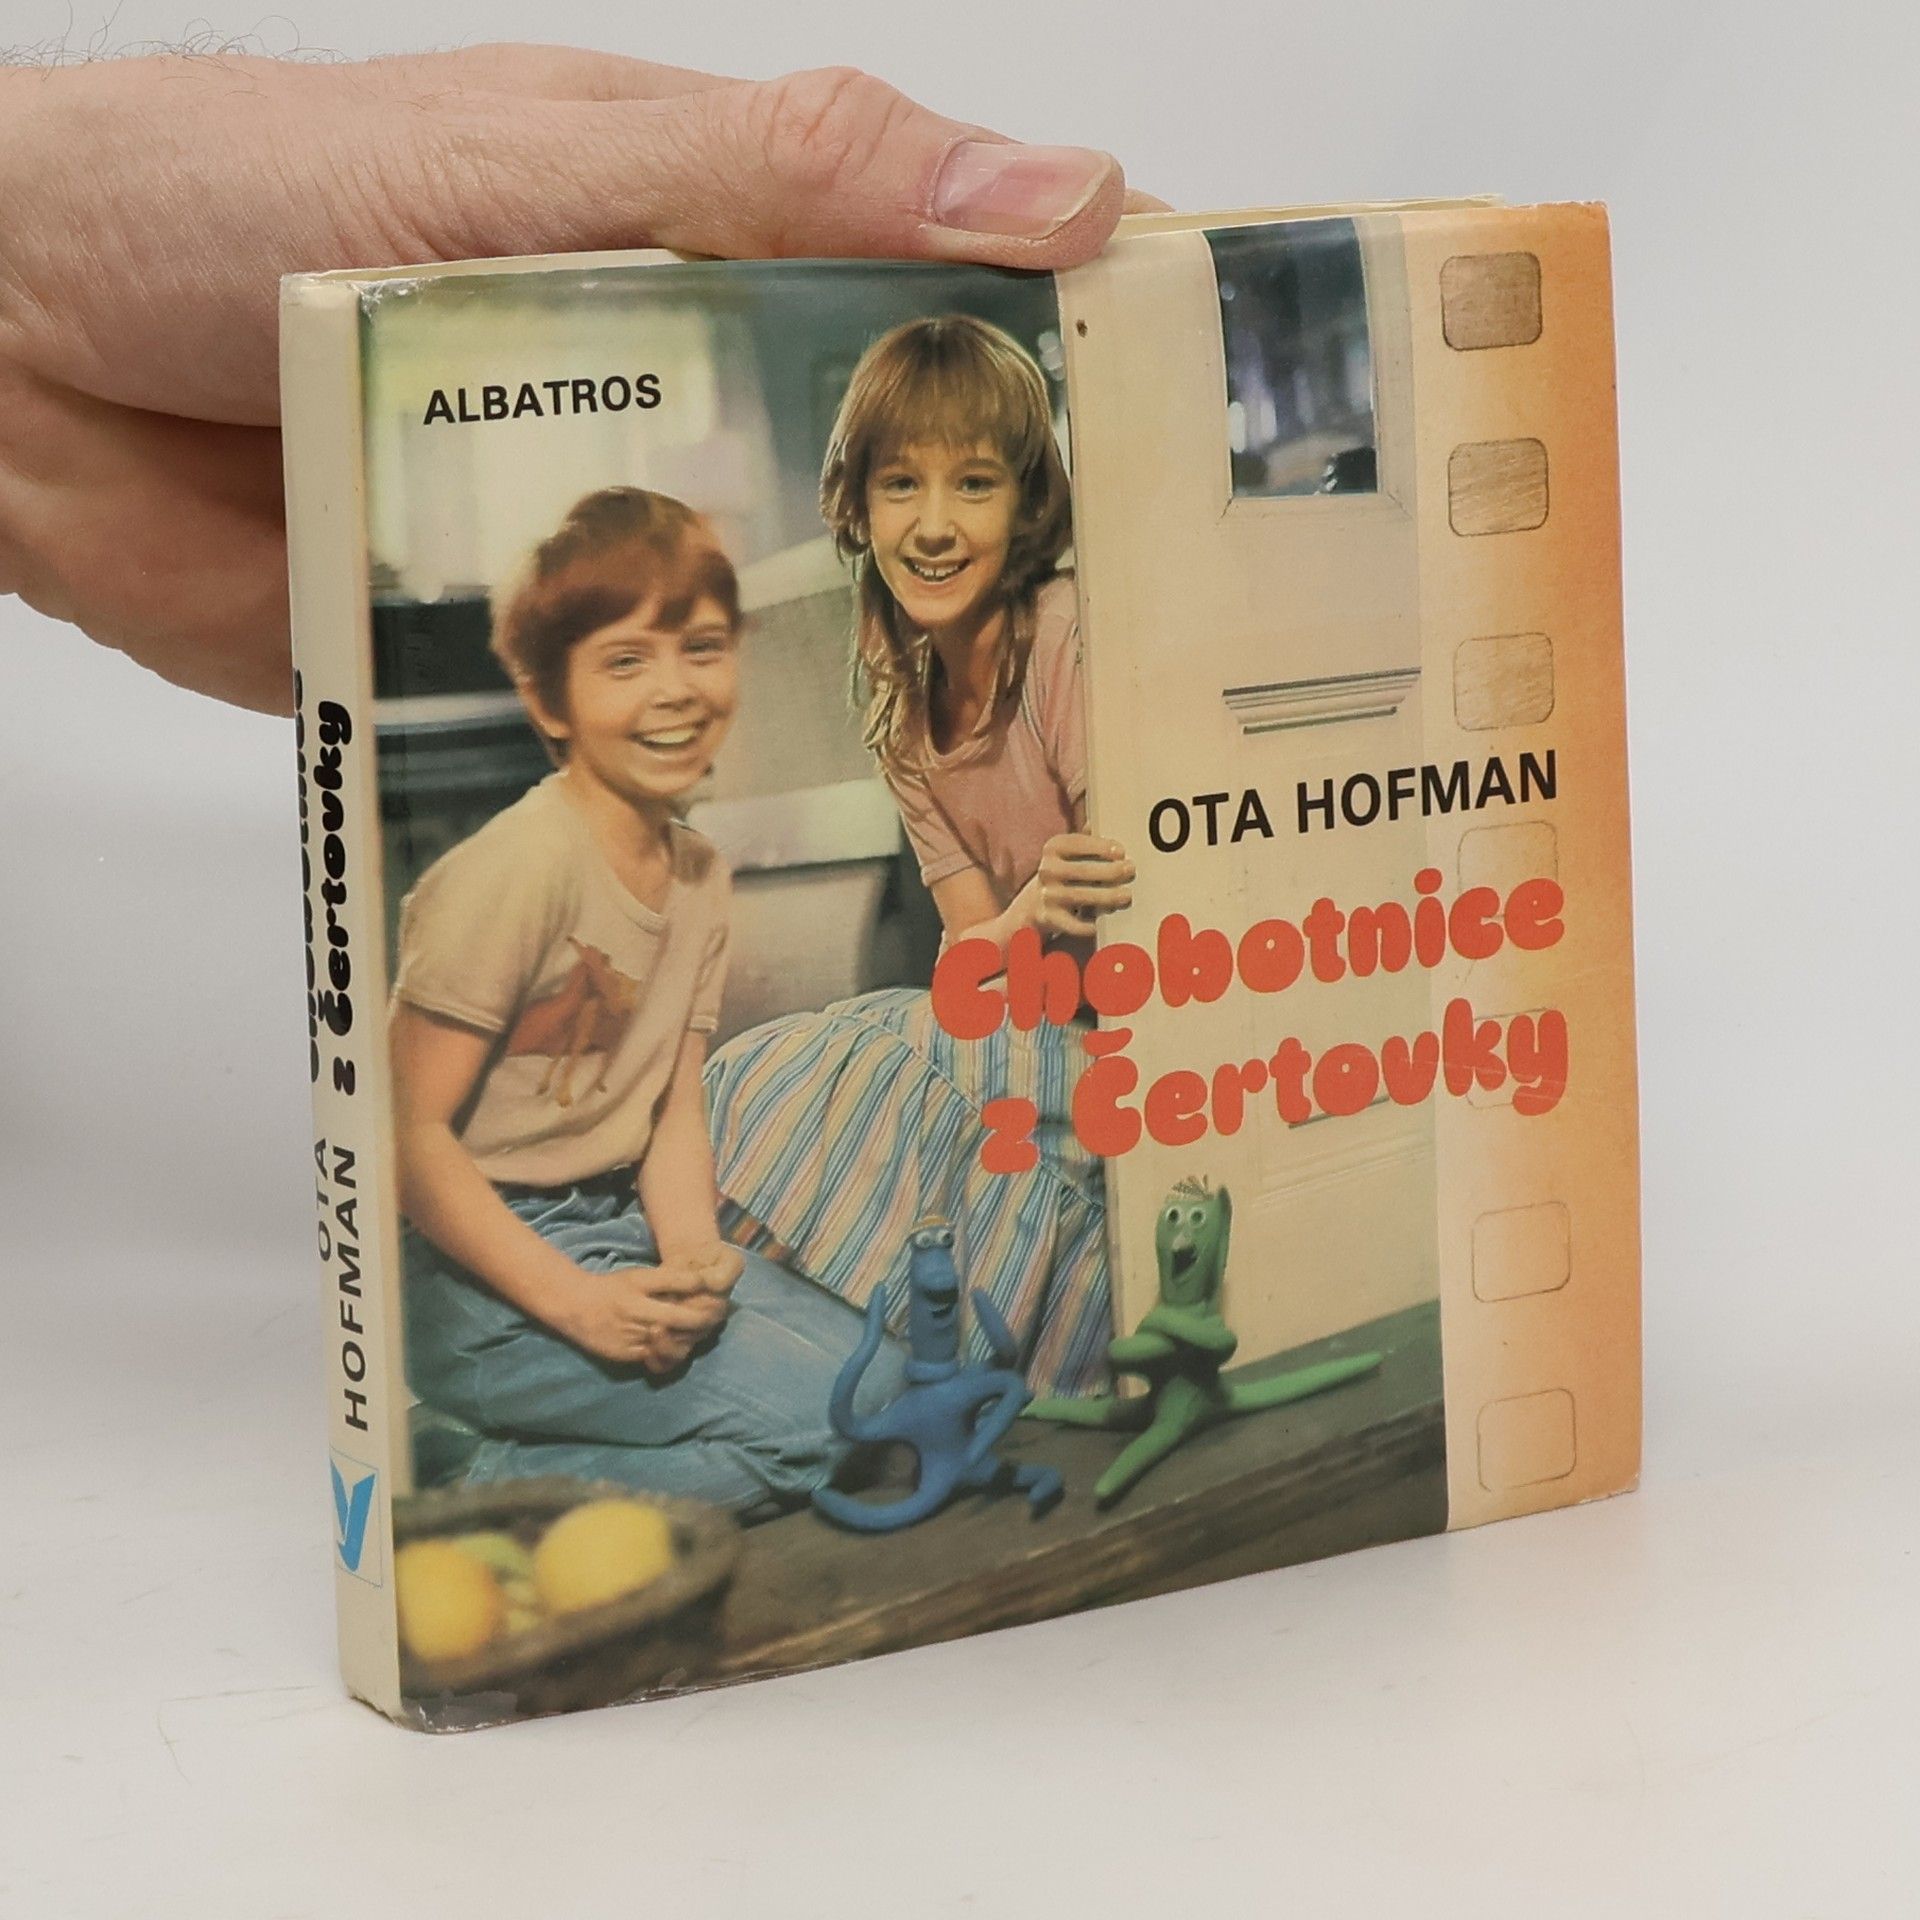 ALBATROS
OTA HOFMAN
Chobotnice
z Čertovky
OTA
HOFMAN
Chobotnice
z Čertovky